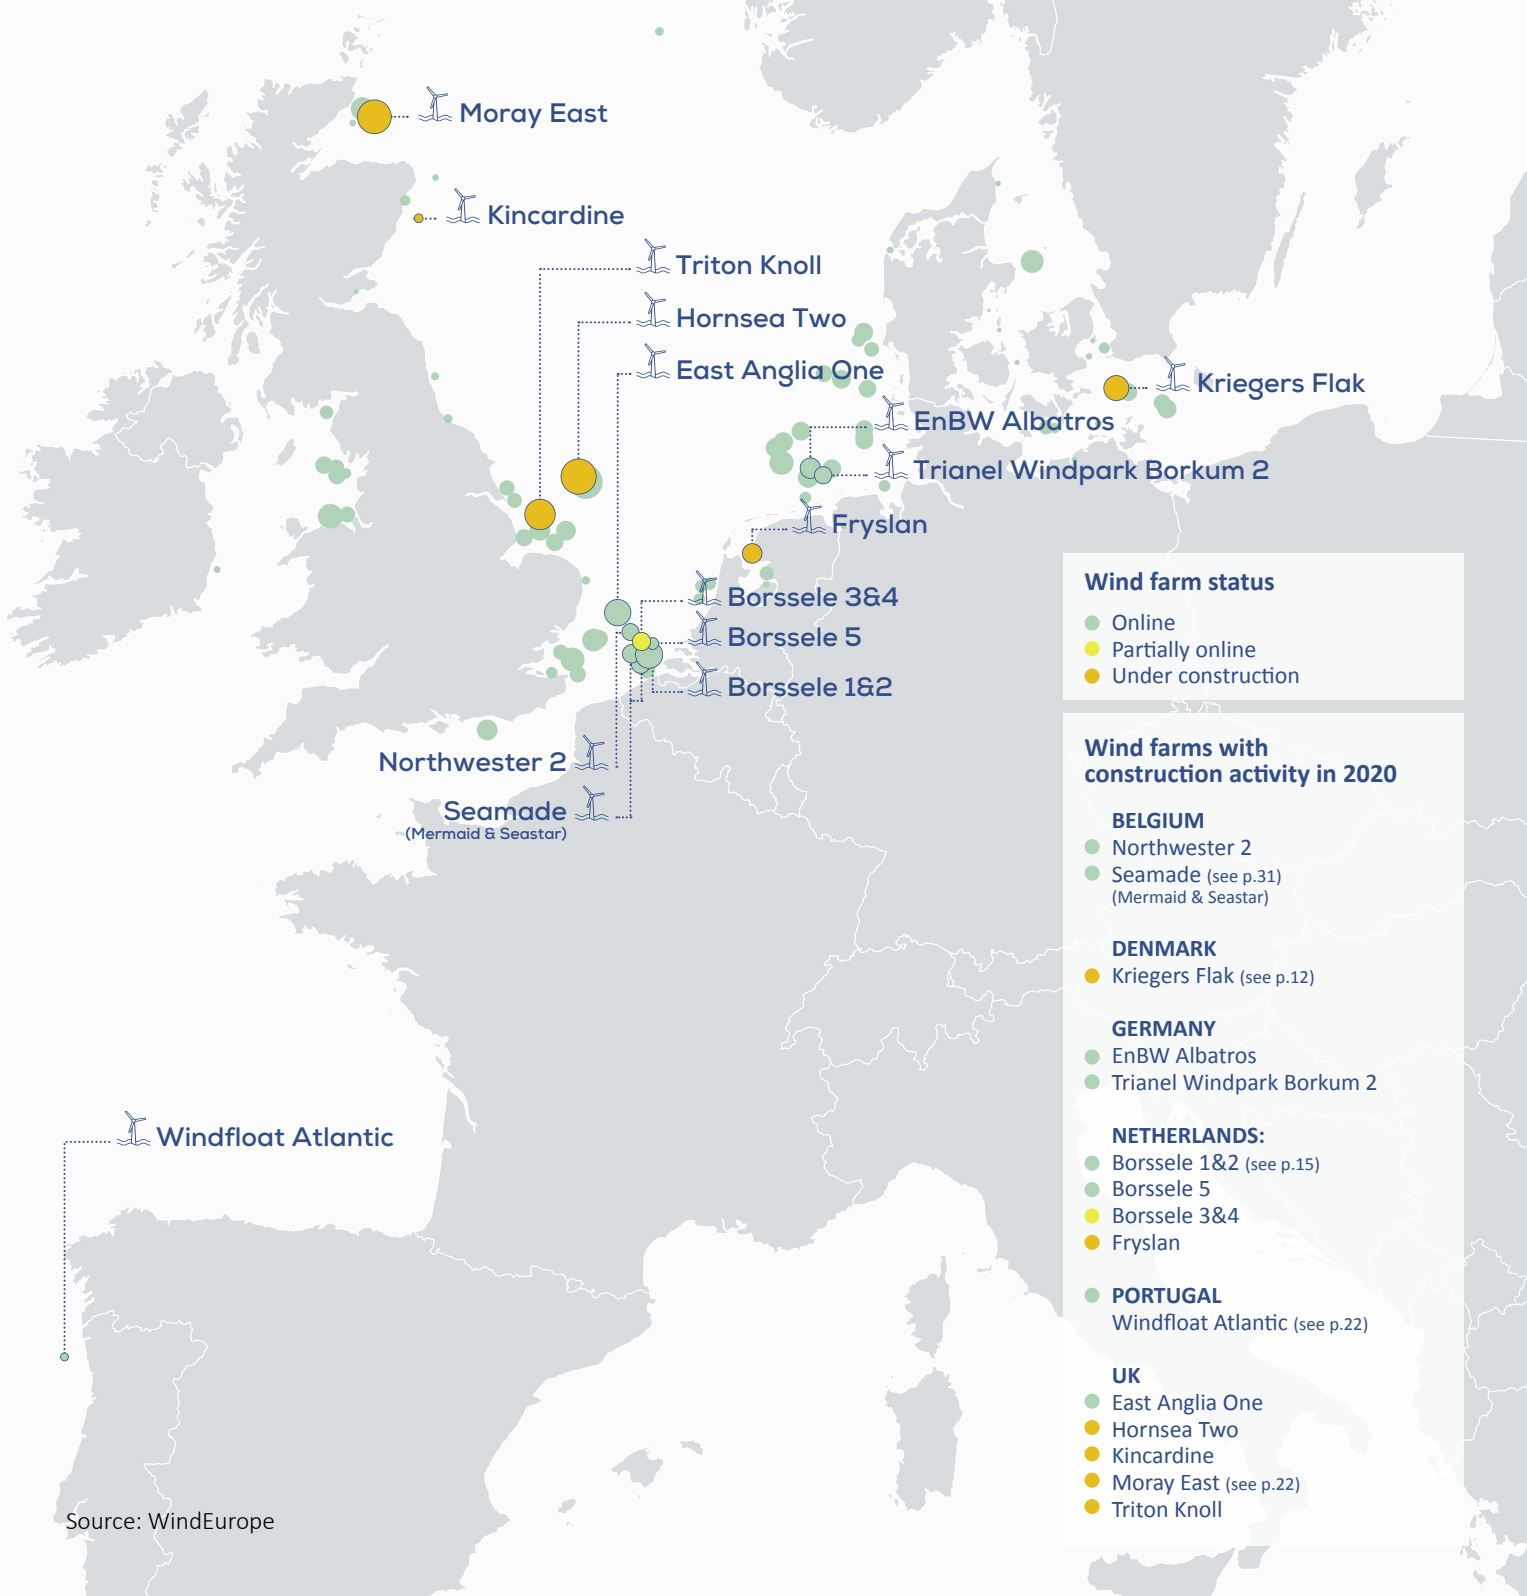 Moray East
Kincardine
Triton Knoll
Hornsea Two
East Anglia One
Kriegers Flak
EnBW Albatros
Trianel Windpark Borkum 2
Fryslan
Borssele 3&4
Borssele 5
Borssele 1&2
Northwester 2
Seamade
(Mermaid & Seastar)
Windfloat Atlantic
Wind farm status
Online
Partially online
Under construction
Wind farms with
construction activity in 2020
BELGIUM
Northwester 2
Seamade (see p.31)
(Mermaid & Seastar)
DENMARK
Kriegers Flak (see p.12)
GERMANY
EnBW Albatros
Trianel Windpark Borkum 2
NETHERLANDS:
Borssele 1&2 (see p.15)
Borssele 5
Borssele 3&4
Fryslan
PORTUGAL
Windfloat Atlantic (see p.22)
UK
East Anglia One
Hornsea Two
Kincardine
Moray East (see p.22)
Triton Knoll
Source: WindEurope